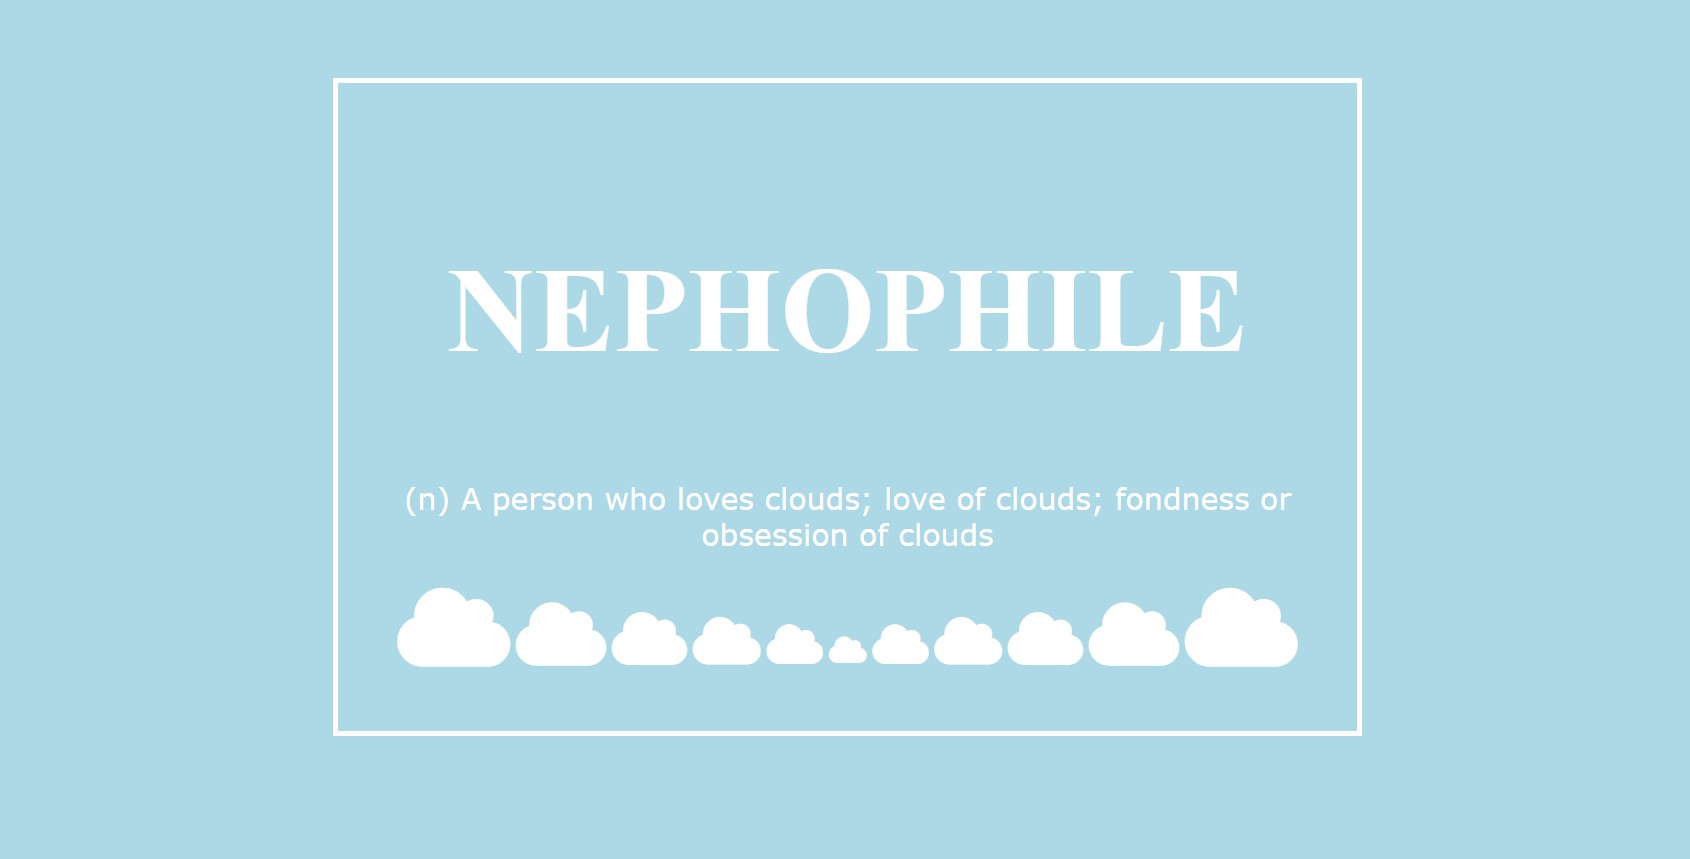 NEPHOPHILE
(n) A person who loves clouds; love of clouds; fondness or
obsession of clouds